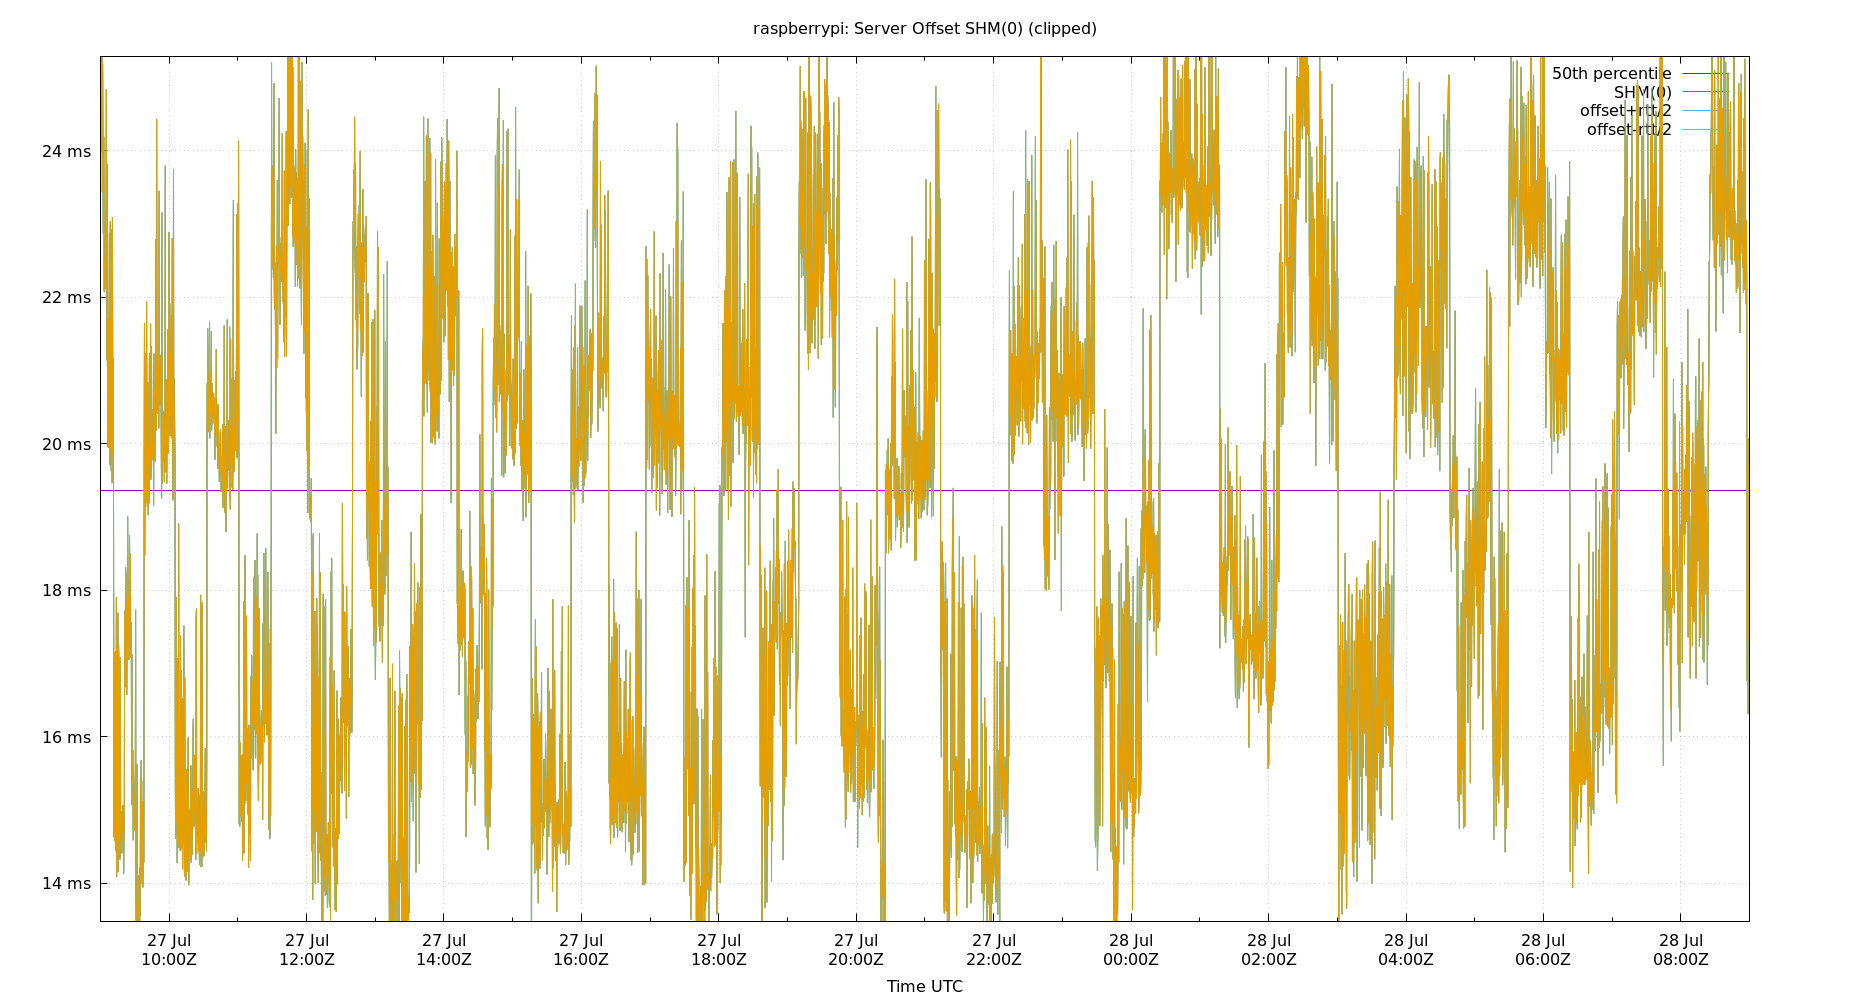 raspberrypi: Server Offset SHM(0) (clipped)
50th percentile
SHM(0)
offset+rtt/2
offset-rtt/2
24 ms
22 ms
20 ms
18 ms
16 ms
14 ms
27 Jul 27 Jul 27 Jul 27 Jul 27 Jul 27 Jul 27 Jul 28 Jul 28 Jul 28 Jul 28 Jul 28 Jul
10:00Z 12:00Z 14:00Z 16:00Z 18:00Z 20:00Z 22:00Z 00:00Z 02:00Z 04:00Z 06:00Z 08:00Z
Time UTC